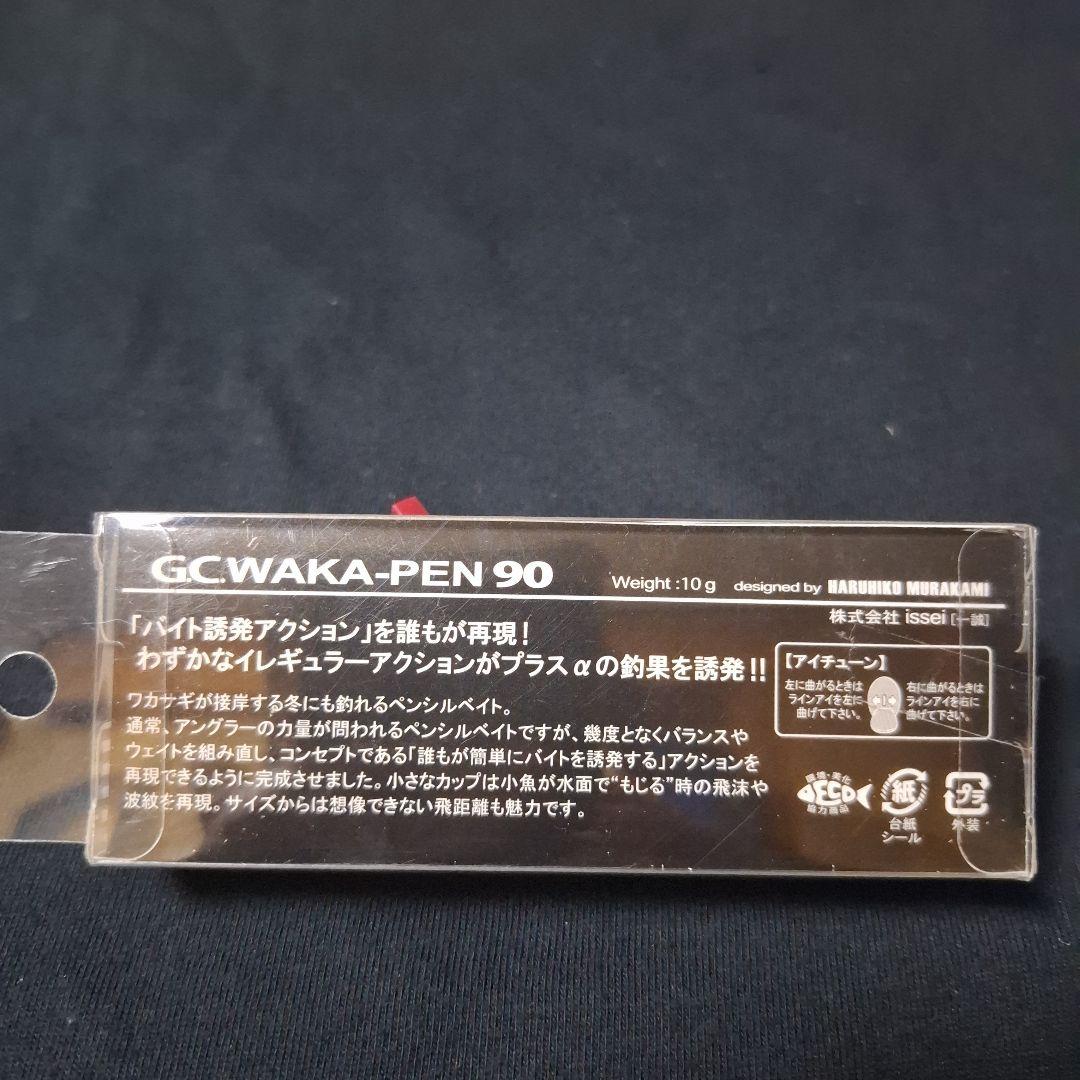 G.C.WAKA-PEN 90 Weight :10 g designed by HARUHIKO MURAKAMI
株式会社 issei [一誠]
「バイト誘発アクション」を誰もが再現!
わずかなイレギュラーアクションがプラスαの釣果を誘発!!
ワカサギが接岸する冬にも釣れるペンシルベイト。
通常、アングラーの力量が問われるペンシルベイトですが、幾度となくバランスや
ウェイトを組み直し、コンセプトである「誰もが簡単にバイトを誘発する」アクションを
再現できるように完成させました。小さなカップは小魚が水面で“もじる”時の飛沫や
波紋を再現。サイズからは想像できない飛距離も魅力です。
【アイチューン】
左に曲がるときは
ラインアイを左に
曲げて下さい。
右に曲がるときは
ラインアイを右に
曲げて下さい。
環境・美化
ECO
協力商品
紙
台紙
シール
プラ
外装